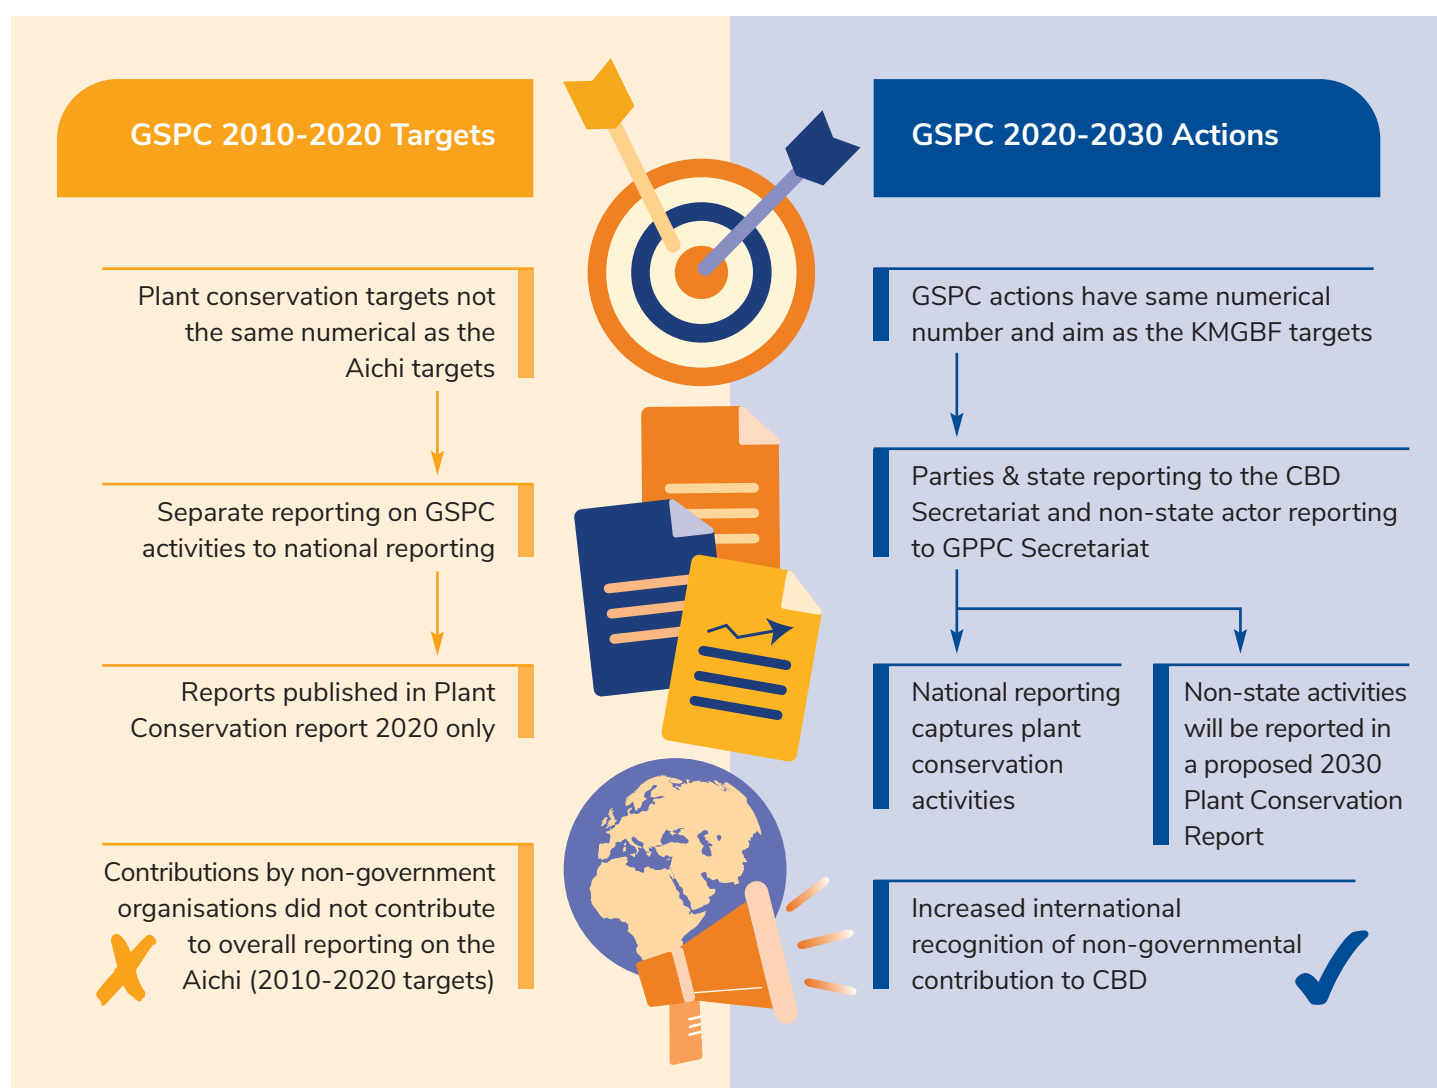 GSPC 2010-2020 Targets
Plant conservation targets not
the same numerical as the
Aichi targets
Separate reporting on GSPC
activities to national reporting
Reports published in Plant
Conservation report 2020 only
Contributions by non-government
organisations did not contribute
to overall reporting on the
Aichi (2010-2020 targets)
GSPC 2020-2030 Actions
GSPC actions have same numerical
number and aim as the KMGBF targets
Parties & state reporting to the CBD
Secretariat and non-state actor reporting
to GPPC Secretariat
National reporting
captures plant
conservation
activities
Non-state activities
will be reported in
a proposed 2030
Plant Conservation
Report
Increased international
recognition of non-governmental
contribution to CBD